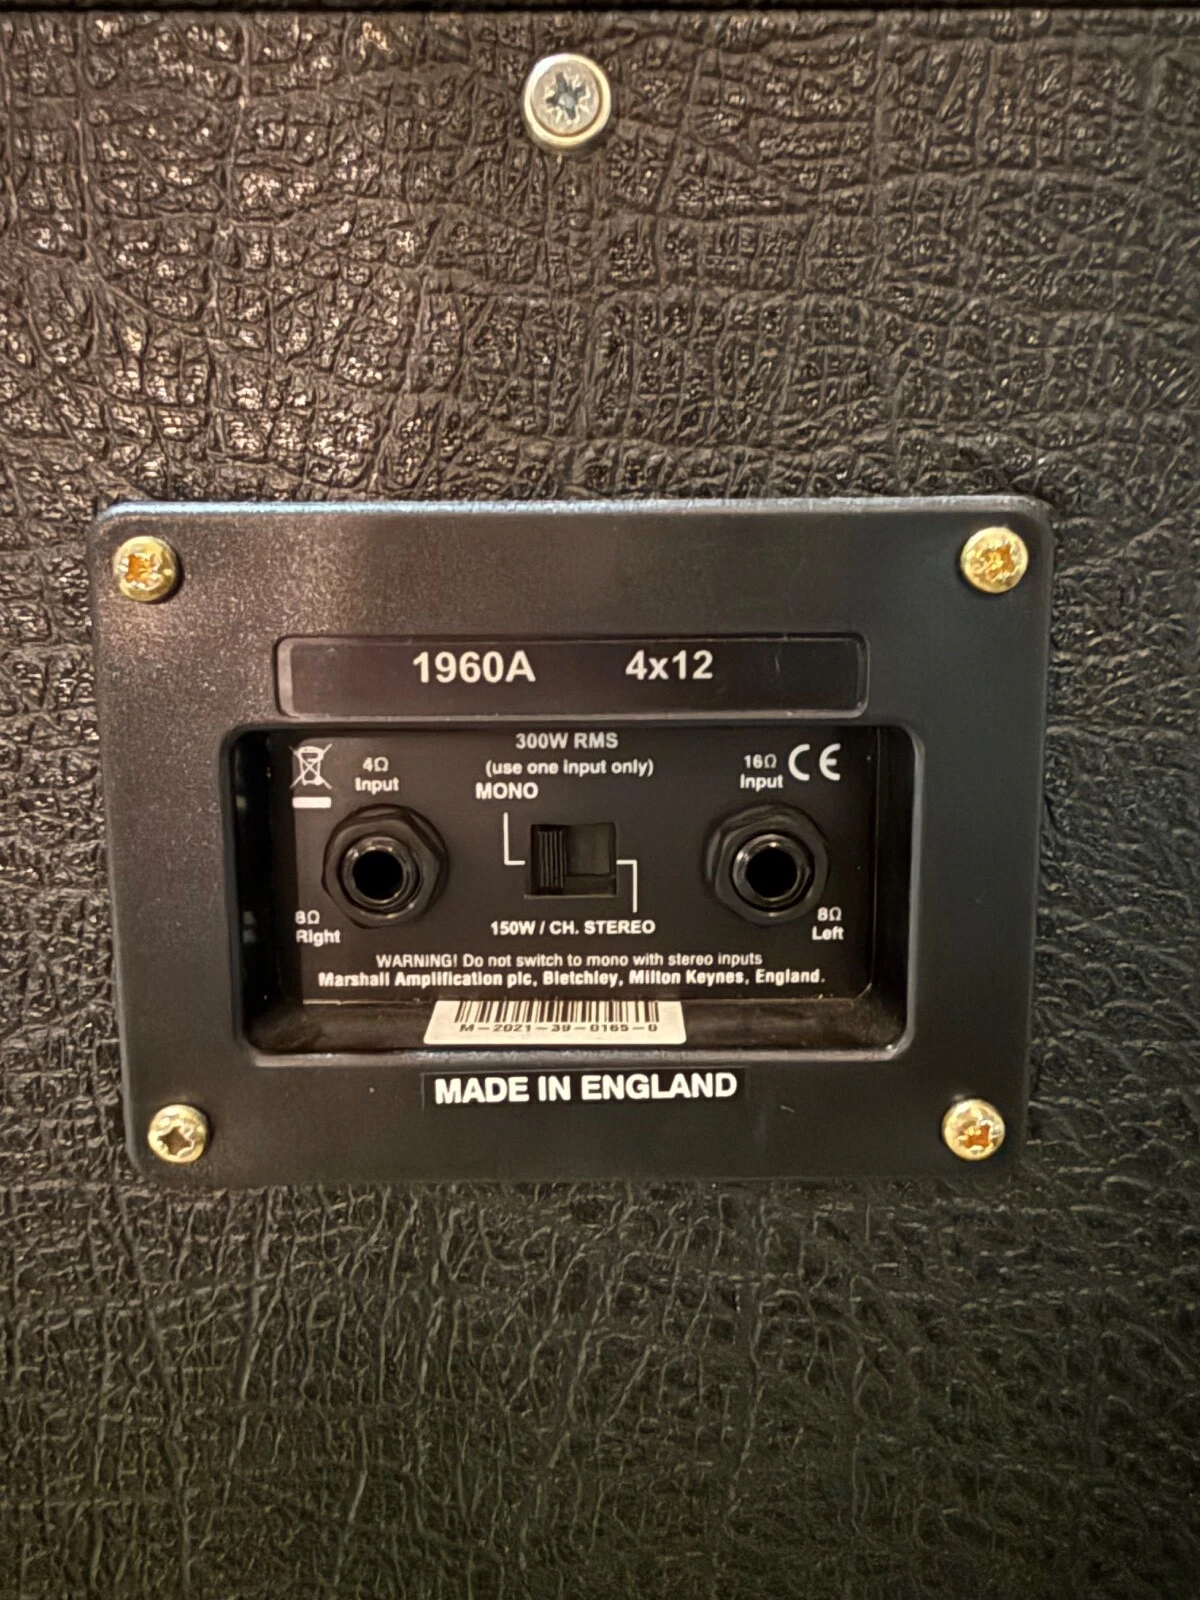 1960A 4x12
300W RMS
(use one input only)
4Ω
Input
MONO
16Ω
Input
CE
8Ω
Right
150W / CH. STEREO
8Ω
Left
WARNING! Do not switch to mono with stereo inputs
Marshall Amplification plc, Bletchley, Milton Keynes, England.
M-2021-39-0165-0
MADE IN ENGLAND